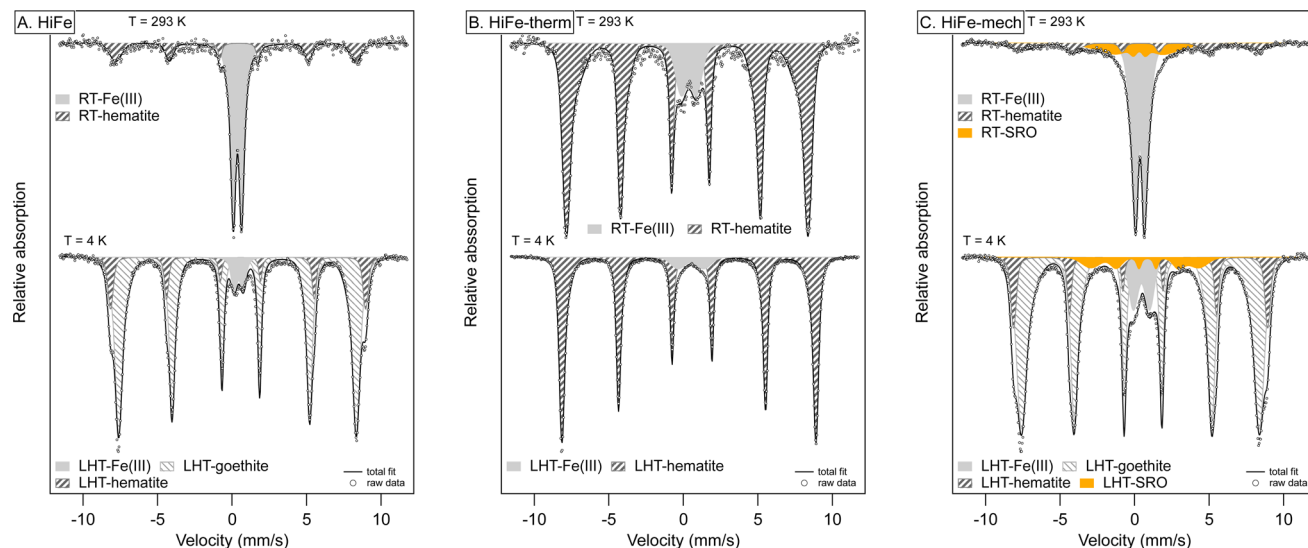 A. HiFe
T = 293 K
RT-Fe(III)
RT-hematite
Relative absorption
T = 4 K
LHT-Fe(III) LHT-goethite
LHT-hematite
total fit
raw data
-10 -5 0 5 10
Velocity (mm/s)
B. HiFe-therm
T = 293 K
RT-Fe(III) RT-hematite
Relative absorption
T = 4 K
LHT-Fe(III) LHT-hematite
total fit
raw data
-10 -5 0 5 10
Velocity (mm/s)
C. HiFe-mech
T = 293 K
RT-Fe(III)
RT-hematite
RT-SRO
Relative absorption
T = 4 K
LHT-Fe(III) LHT-goethite
LHT-hematite LHT-SRO
total fit
raw data
-10 -5 0 5 10
Velocity (mm/s)